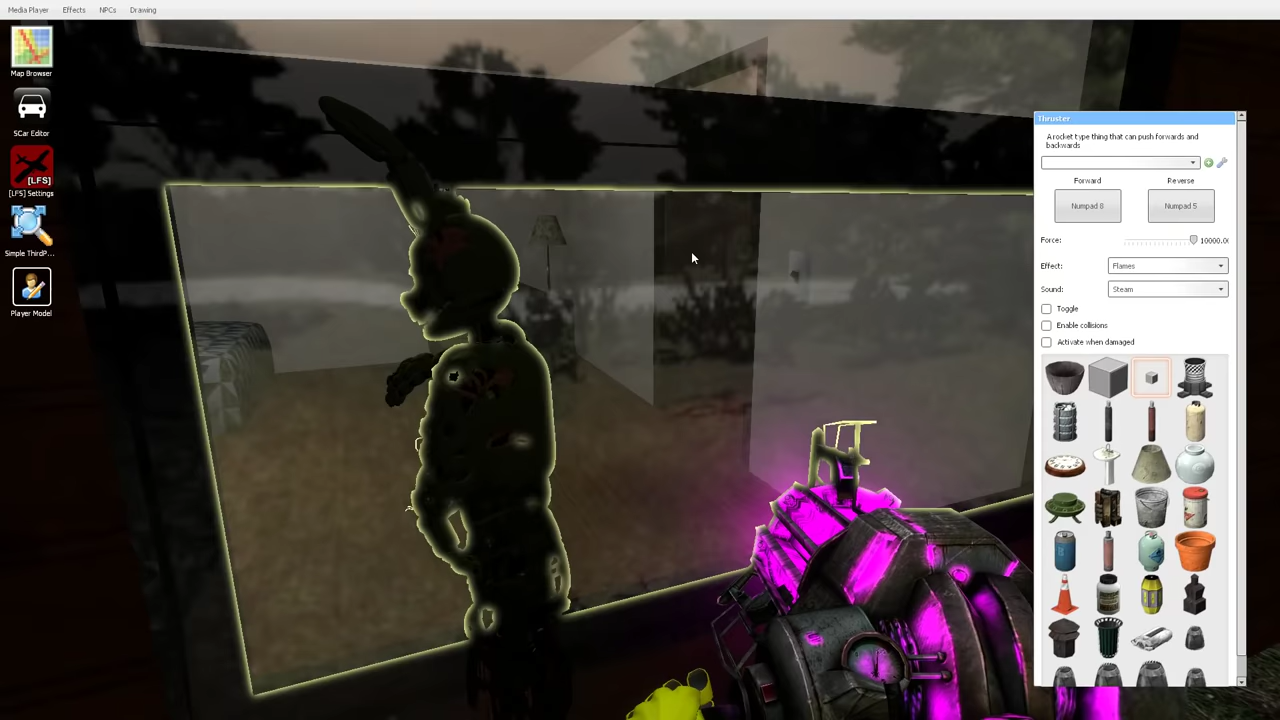 Media Player Effects NPCs Drawing
Map Browser
SCar Editor
[LFS]
[LFS] Settings
Simple ThirdP...
Player Model
Thruster
A rocket type thing that can push forwards and
backwards
Forward Reverse
Numpad 8 Numpad 5
Force: 10000.0
Effect: Flames
Sound: Steam
Toggle
Enable collisions
Activate when damaged